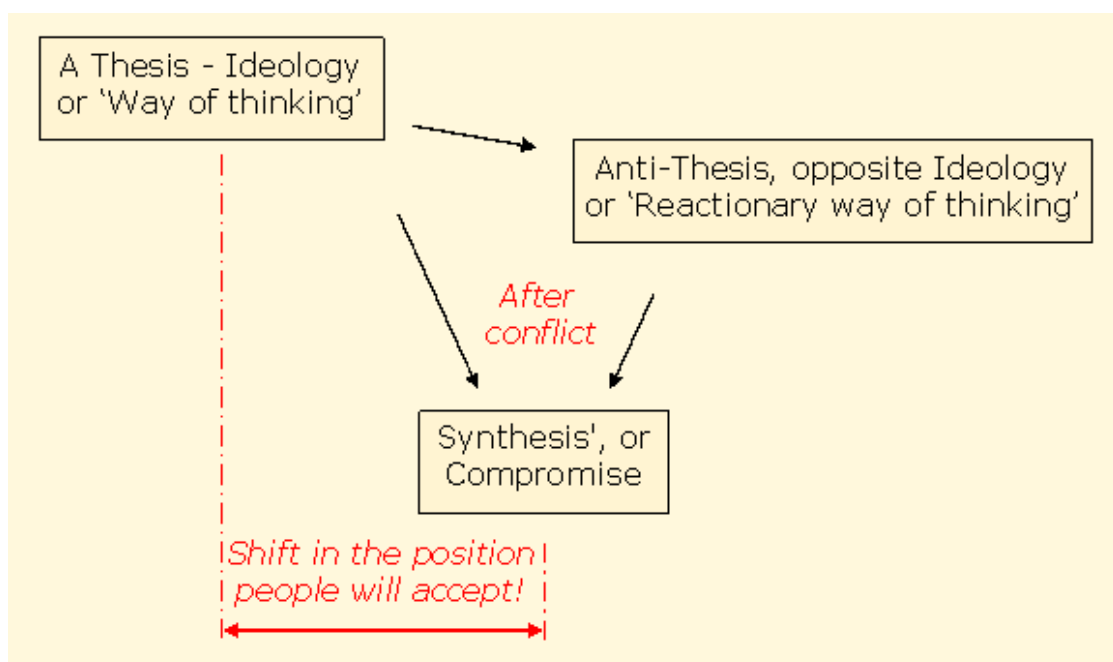 A Thesis - Ideology
or ‘Way of thinking’
Anti-Thesis, opposite Ideology
or ‘Reactionary way of thinking’
After
conflict
Synthesis', or
Compromise
Shift in the position
people will accept!